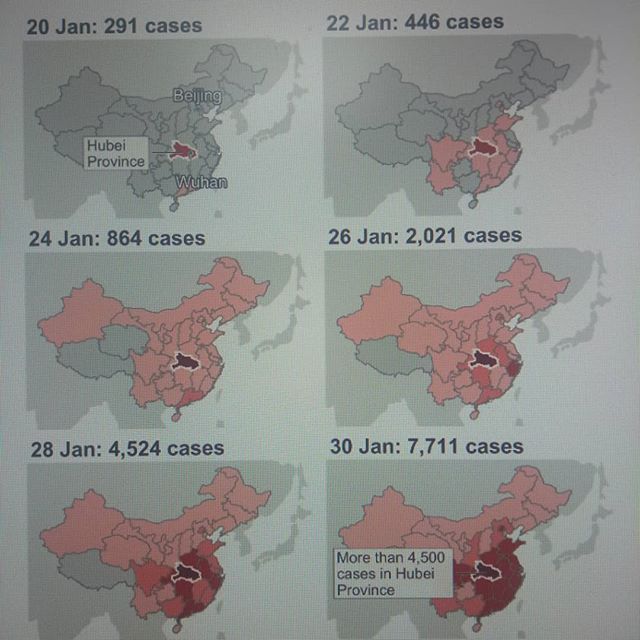 20 Jan: 291 cases
22 Jan: 446 cases
Beijing
Hubei
Province
Wuhan
24 Jan: 864 cases
26 Jan: 2,021 cases
28 Jan: 4,524 cases
30 Jan: 7,711 cases
More than 4,500
cases in Hubei
Province